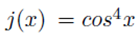 j(x) = cos⁴x